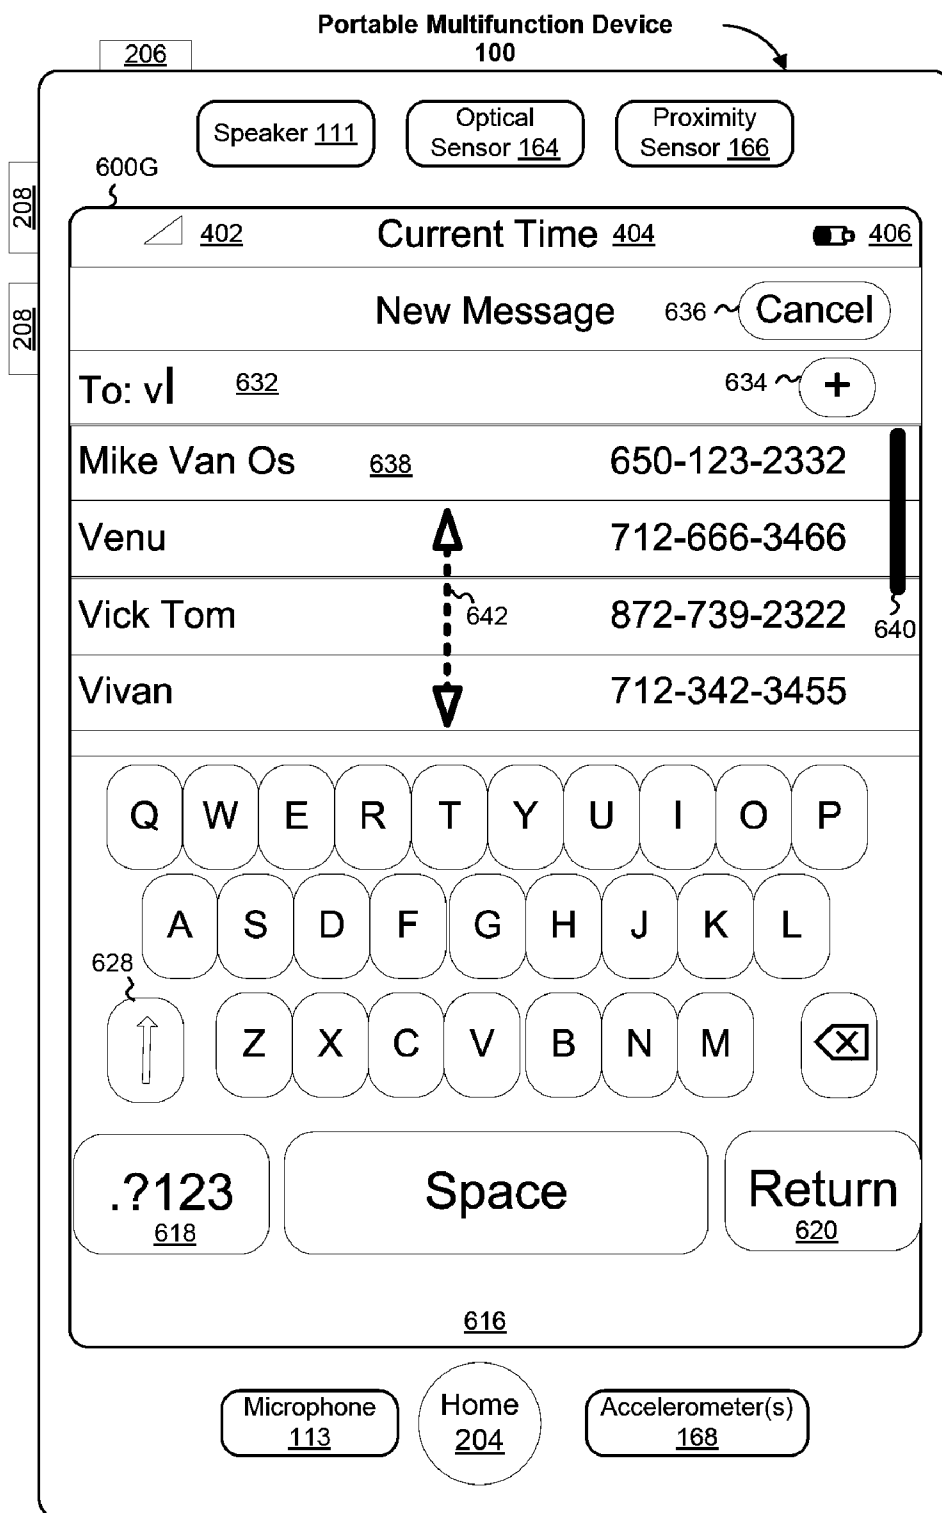 Portable Multifunction Device
100
206
Speaker 111
Optical
Sensor 164
Proximity
Sensor 166
600G
208
208
402
Current Time 404
406
New Message
636
Cancel
To: v
632
634
+
Mike Van Os
638
650-123-2332
Venu
712-666-3466
Vick Tom
642
872-739-2322
640
Vivan
712-342-3455
Q W E R T Y U I O P
A S D F G H J K L
628
Z X C V B N M
.?123
618
Space
Return
620
616
Microphone
113
Home
204
Accelerometer(s)
168